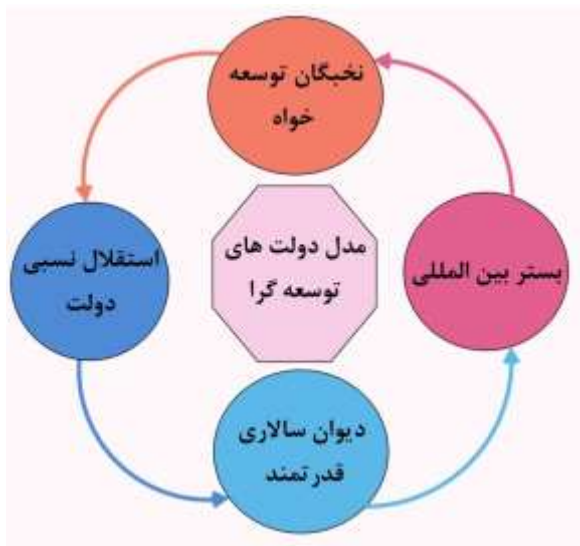 نخبگان توسعه
خواه
استقلال نسبی
دولت
مدل دولت های
توسعه گرا
بستر بین المللی
دیوان سالاری
قدرتمند